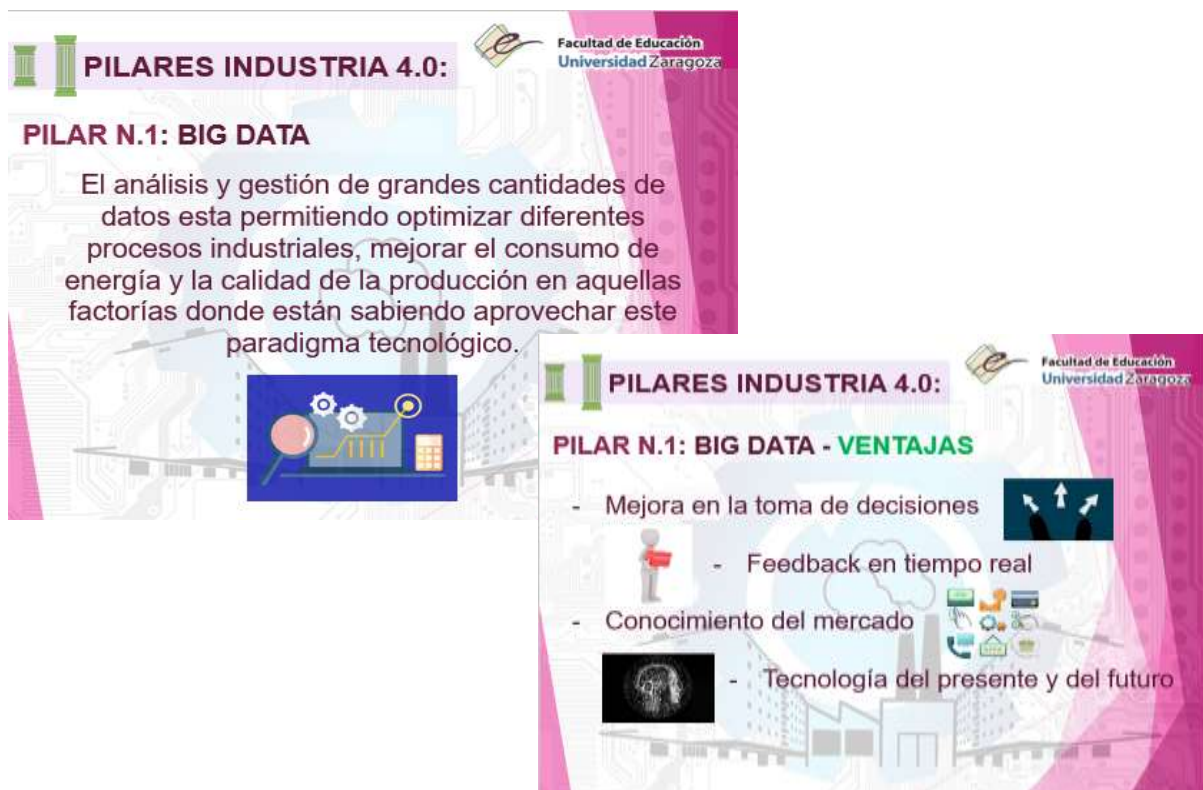 Facultad de Educación
Universidad Zaragoza
PILARES INDUSTRIA 4.0:
PILAR N.1: BIG DATA
El análisis y gestión de grandes cantidades de
datos esta permitiendo optimizar diferentes
procesos industriales, mejorar el consumo de
energía y la calidad de la producción en aquellas
factorías donde están sabiendo aprovechar este
paradigma tecnológico.
Facultad de Educación
Universidad Zaragoza
PILARES INDUSTRIA 4.0:
PILAR N.1: BIG DATA - VENTAJAS
- Mejora en la toma de decisiones
- Feedback en tiempo real
- Conocimiento del mercado
- Tecnología del presente y del futuro